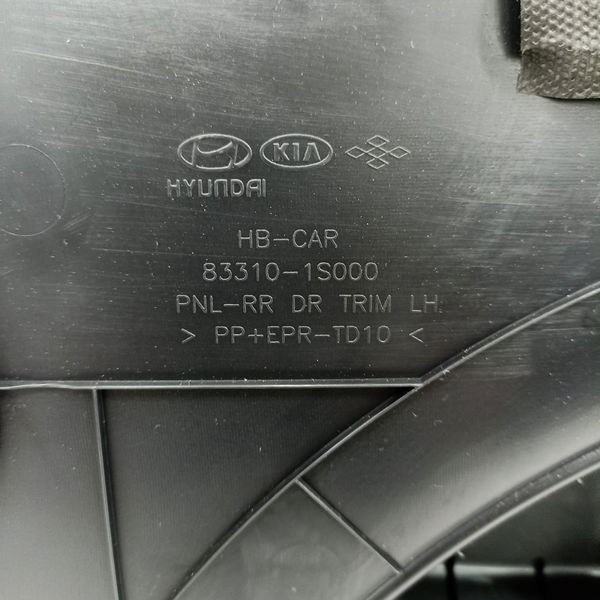 KIA
HYUNDAI
HB-CAR
83310-1S000
PNL-RR DR TRIM LH
> PP+EPR-TD10 <